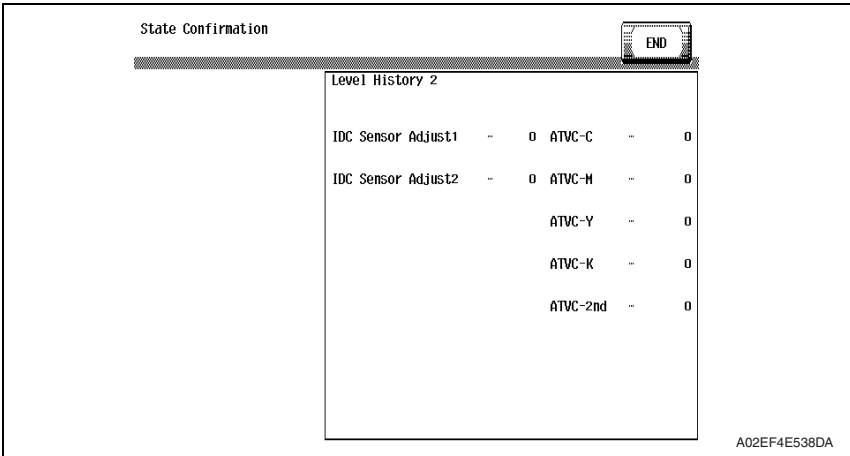 State Confirmation
END
Level History 2
IDC Sensor Adjust1 … 0 ATVC-C … 0
IDC Sensor Adjust2 … 0 ATVC-M … 0
ATVC-Y … 0
ATVC-K … 0
ATVC-2nd … 0
A02EF4E538DA